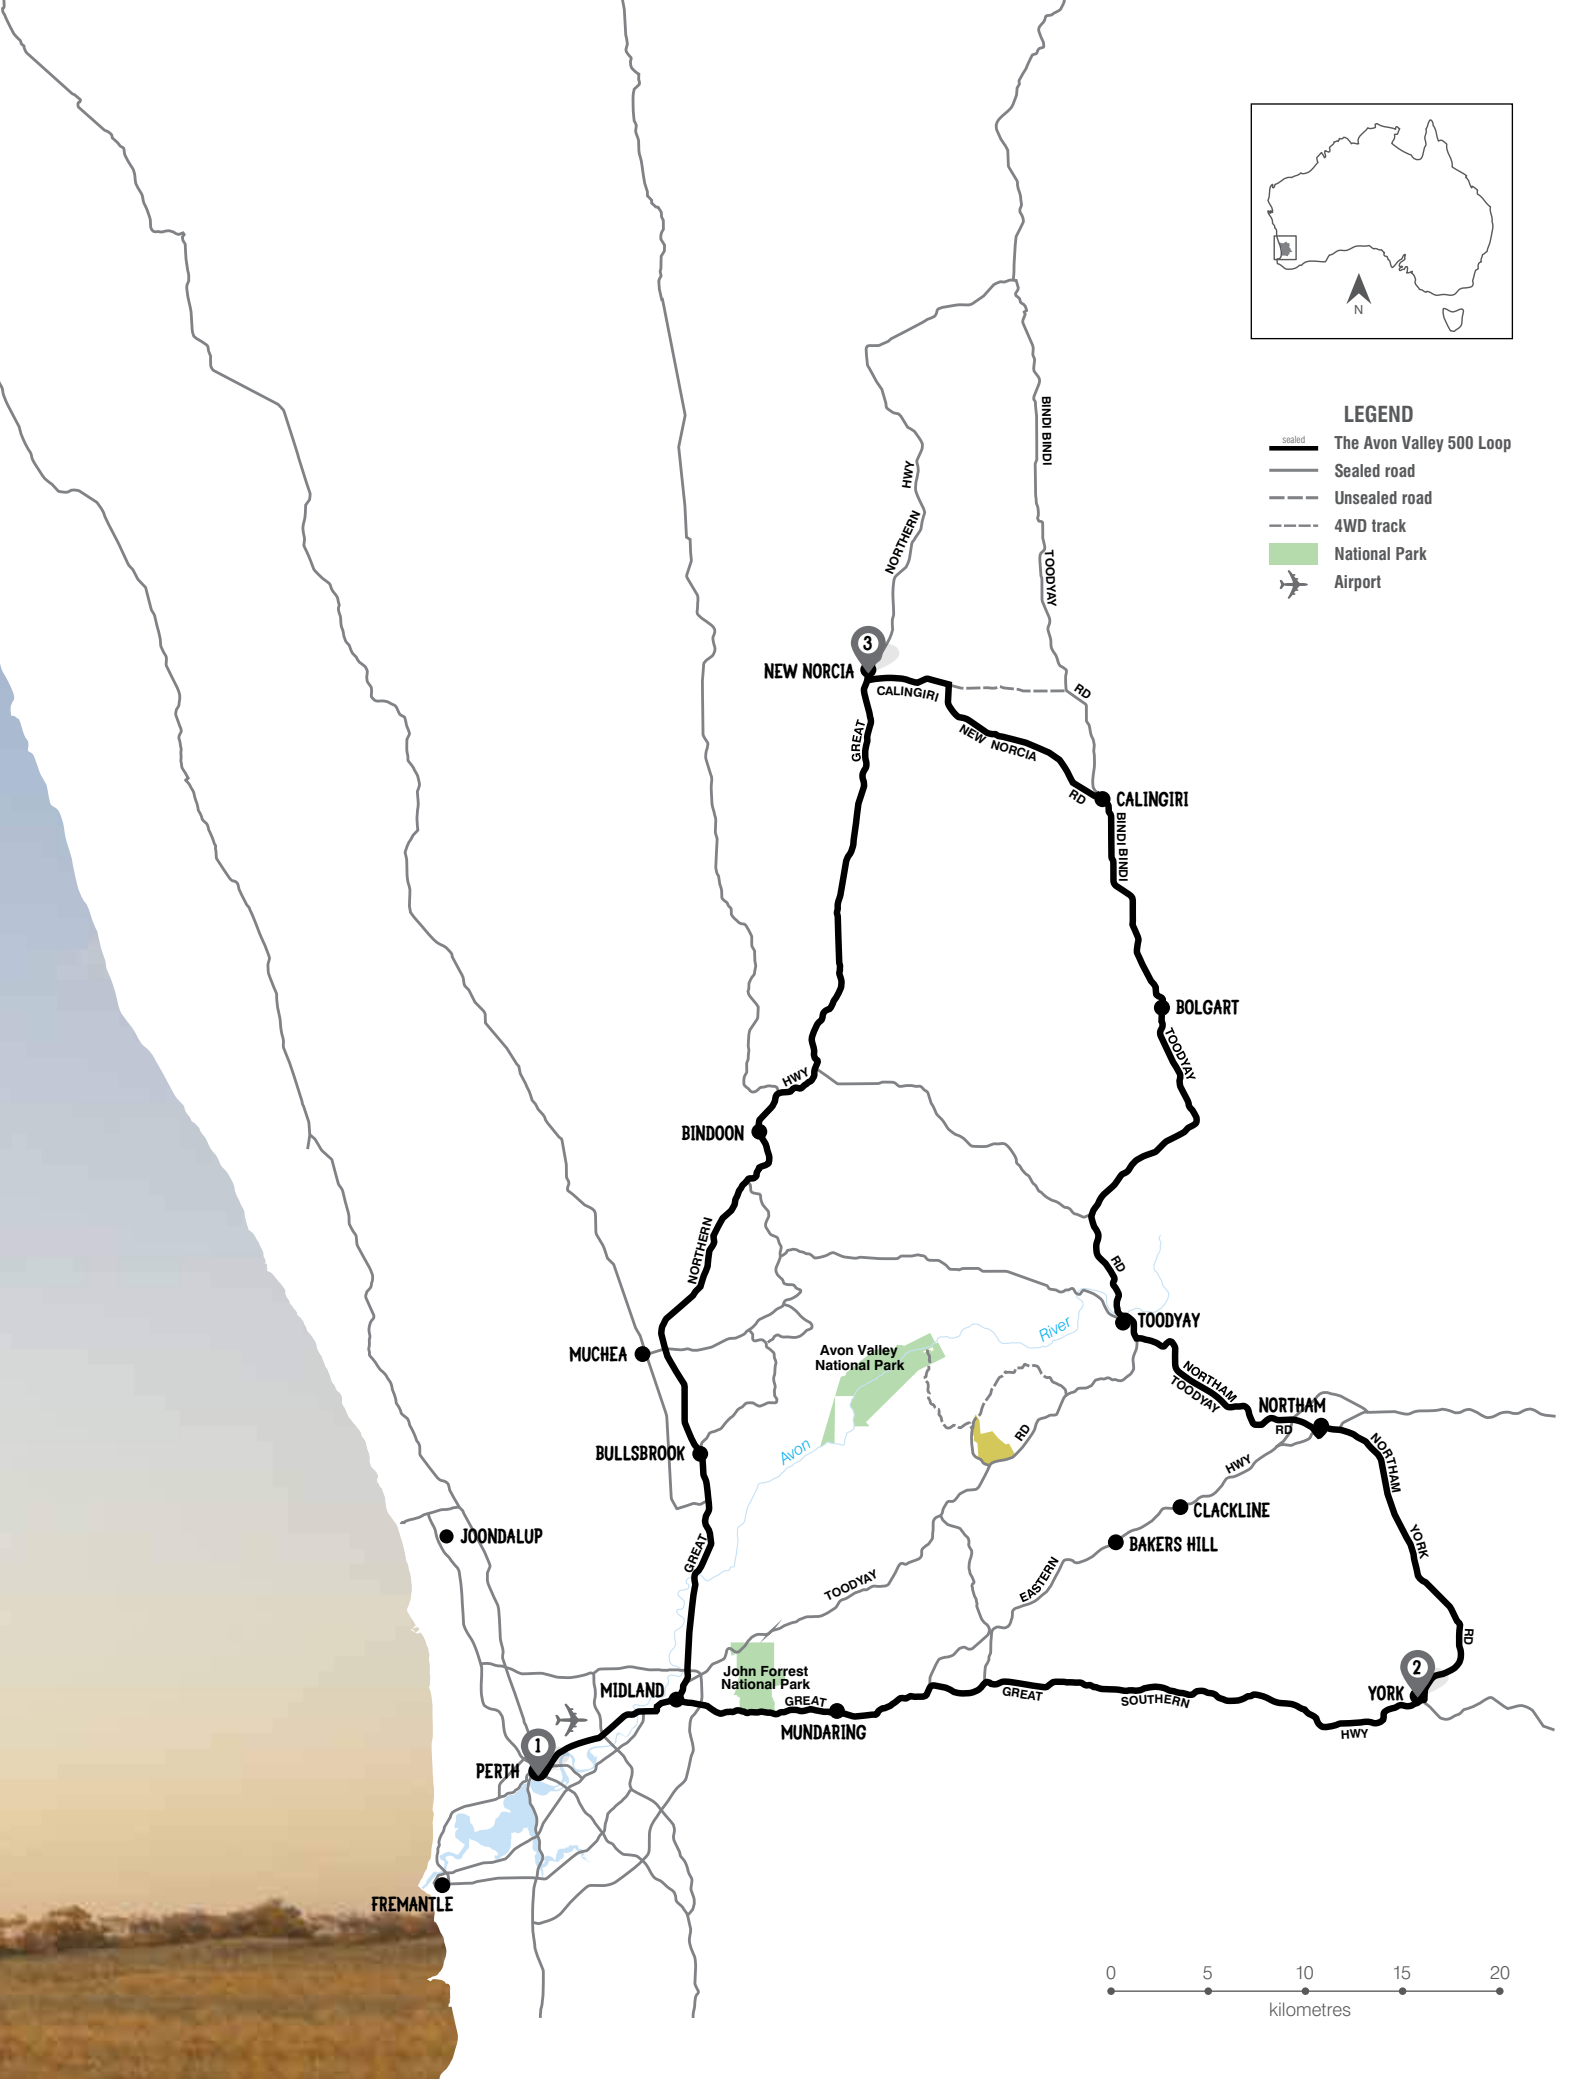 N
LEGEND
sealed
The Avon Valley 500 Loop
Sealed road
Unsealed road
4WD track
National Park
Airport
BINDI BINDI
HWY
NORTHERN
TOODYAY
3
NEW NORCIA
CALINGIRI
RD
GREAT
NEW NORCIA
RD
CALINGIRI
BINDI BINDI
BOLGART
TOODYAY
HWY
BINDOON
NORTHERN
RD
TOODYAY
River
MUCHEA
Avon Valley
National Park
NORTHAM
TOODYAY
NORTHAM
RD
RD
Avon
BULLSBROOK
HWY
NORTHAM
CLACKLINE
JOONDALUP
BAKERS HILL
YORK
GREAT
TOODYAY
EASTERN
RD
John Forrest
National Park
2
MIDLAND
YORK
GREAT
GREAT
SOUTHERN
HWY
MUNDARING
1
PERTH
FREMANTLE
0 5 10 15 20
kilometres